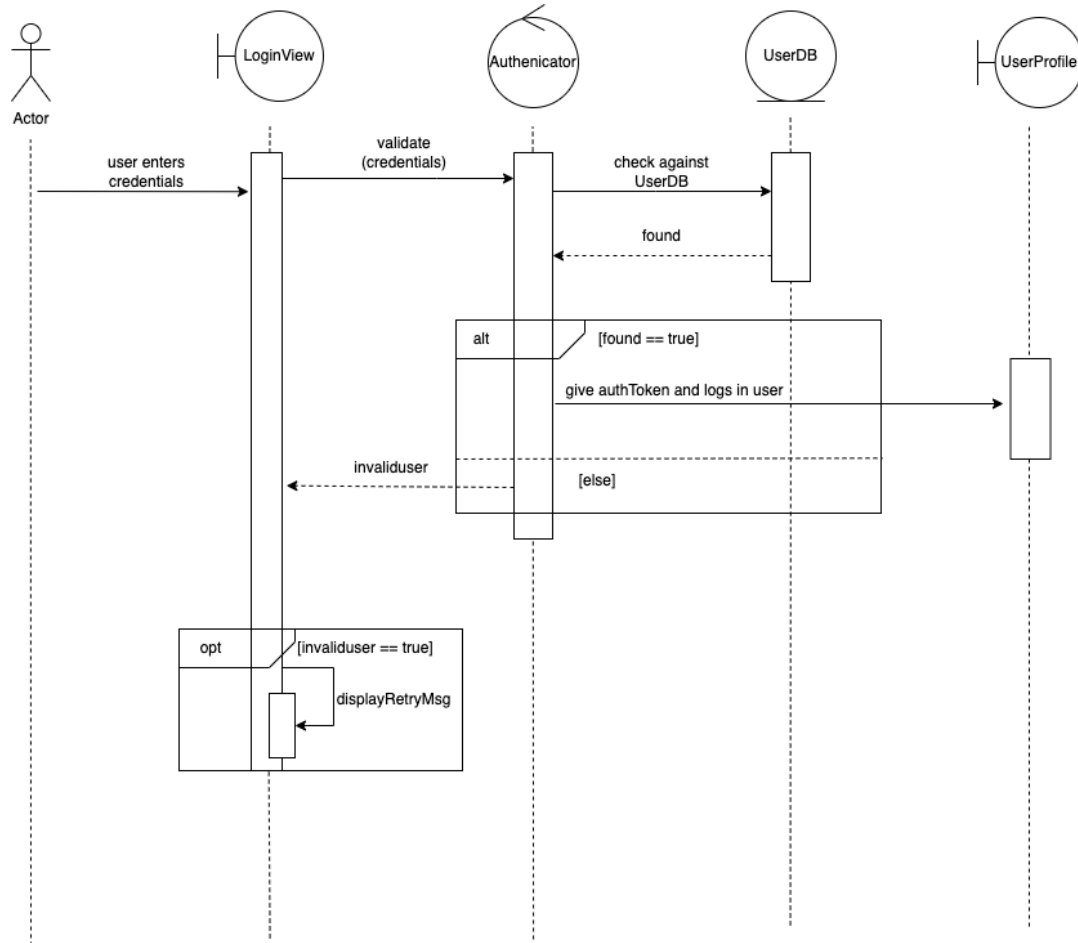 LoginView
Authenicator
UserDB
UserProfile
Actor
user enters
credentials
validate
(credentials)
check against
UserDB
found
alt
[found == true]
give authToken and logs in user
invaliduser
[else]
opt
[invaliduser == true]
displayRetryMsg